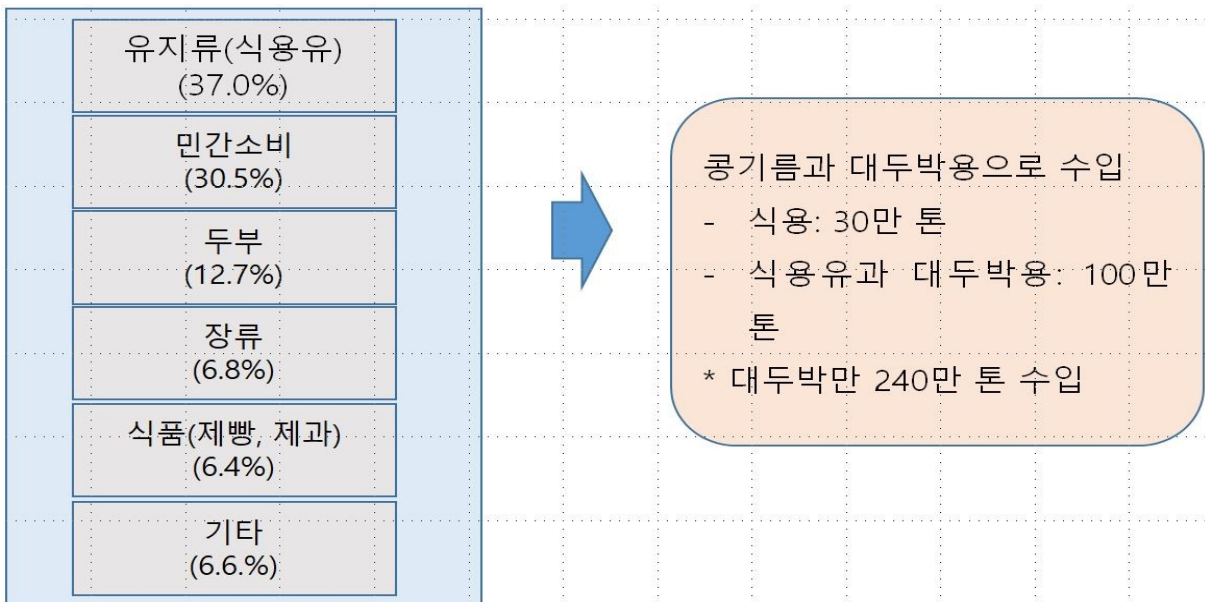 유지류(식용유)
(37.0%)
민간소비
(30.5%)
두부
(12.7%)
장류
(6.8%)
식품(제빵, 제과)
(6.4%)
기타
(6.6.%)
콩기름과 대두박용으로 수입
- 식용: 30만 톤
- 식용유과 대두박용: 100만
톤
* 대두박만 240만 톤 수입